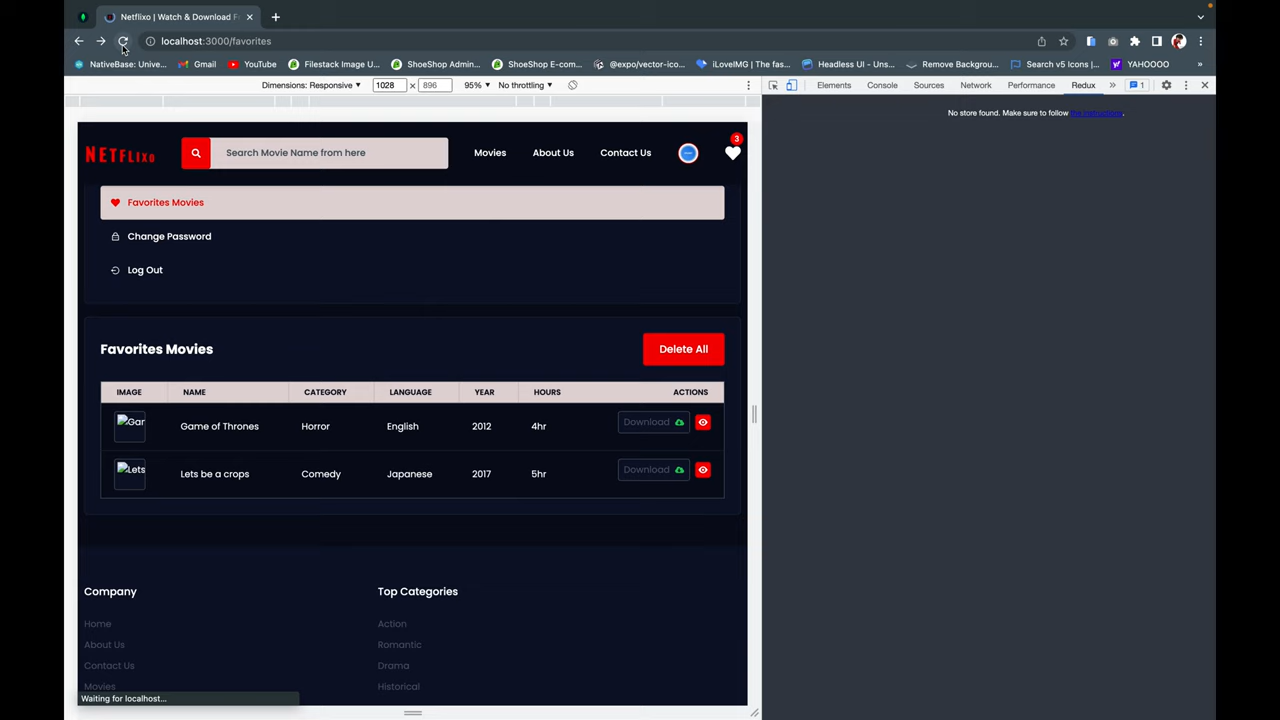 Netflixo | Watch & Download F
localhost:3000/favorites
NativeBase: Unive...
Gmail
YouTube
Filestack Image U...
ShoeShop Admin...
ShoeShop E-com...
@expo/vector-ico...
iLoveIMG | The fas...
Headless UI - Uns...
Remove Backgrou...
Search v5 Icons |...
YAHOOOO
Dimensions: Responsive
1028 × 896
95%
No throttling
Elements
Console
Sources
Network
Performance
Redux
1
No store found. Make sure to follow the instructions.
NETFLIXO
Search Movie Name from here
Movies
About Us
Contact Us
3
Favorites Movies
Change Password
Log Out
Favorites Movies
Delete All
IMAGE NAME CATEGORY LANGUAGE YEAR HOURS ACTIONS
Gar Game of Thrones Horror English 2012 4hr Download
Lets Lets be a crops Comedy Japanese 2017 5hr Download
Company
Top Categories
Home
Action
About Us
Romantic
Contact Us
Drama
Movies
Historical
Waiting for localhost...